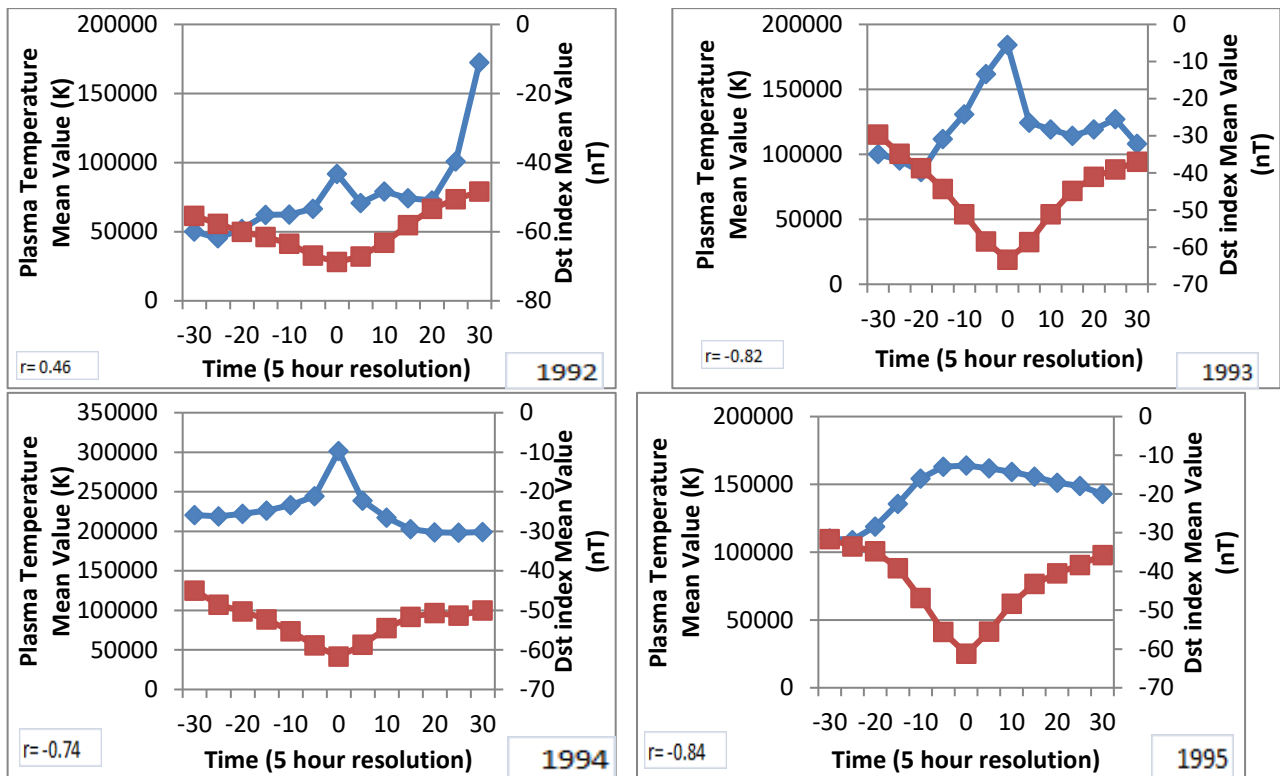 Plasma Temperature
Mean Value (K)
200000
150000
100000
50000
0
0
-20
-40
-60
-80
Dst index Mean Value
(nT)
-30 -20 -10 0 10 20 30
Time (5 hour resolution)
r= 0.46
1992
Plasma Temperature
Mean Value (K)
200000
150000
100000
50000
0
0
-10
-20
-30
-40
-50
-60
-70
Dst index Mean Value
(nT)
-30 -20 -10 0 10 20 30
Time (5 hour resolution)
r= -0.82
1993
Plasma Temperature
Mean Value (K)
350000
300000
250000
200000
150000
100000
50000
0
0
-10
-20
-30
-40
-50
-60
-70
Dst index Mean Value
(nT)
-30 -20 -10 0 10 20 30
Time (5 hour resolution)
r= -0.74
1994
Plasma Temperature
Mean Value (K)
200000
150000
100000
50000
0
0
-10
-20
-30
-40
-50
-60
-70
Dst index Mean Value
(nT)
-30 -20 -10 0 10 20 30
Time (5 hour resolution)
r= -0.84
1995